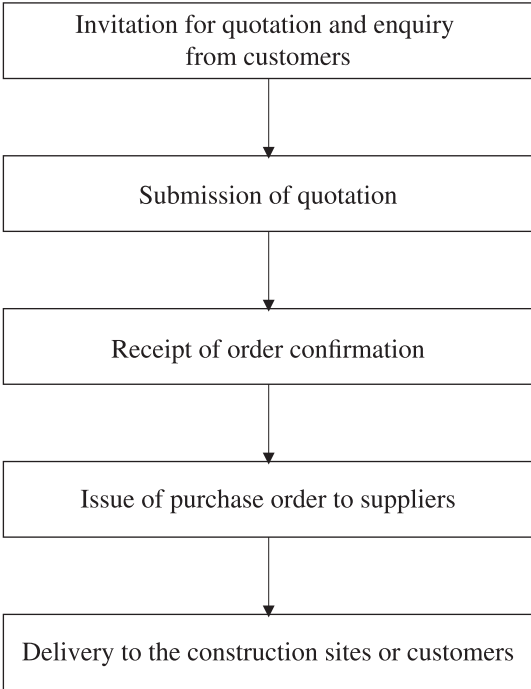 Invitation for quotation and enquiry
from customers
Submission of quotation
Receipt of order confirmation
Issue of purchase order to suppliers
Delivery to the construction sites or customers